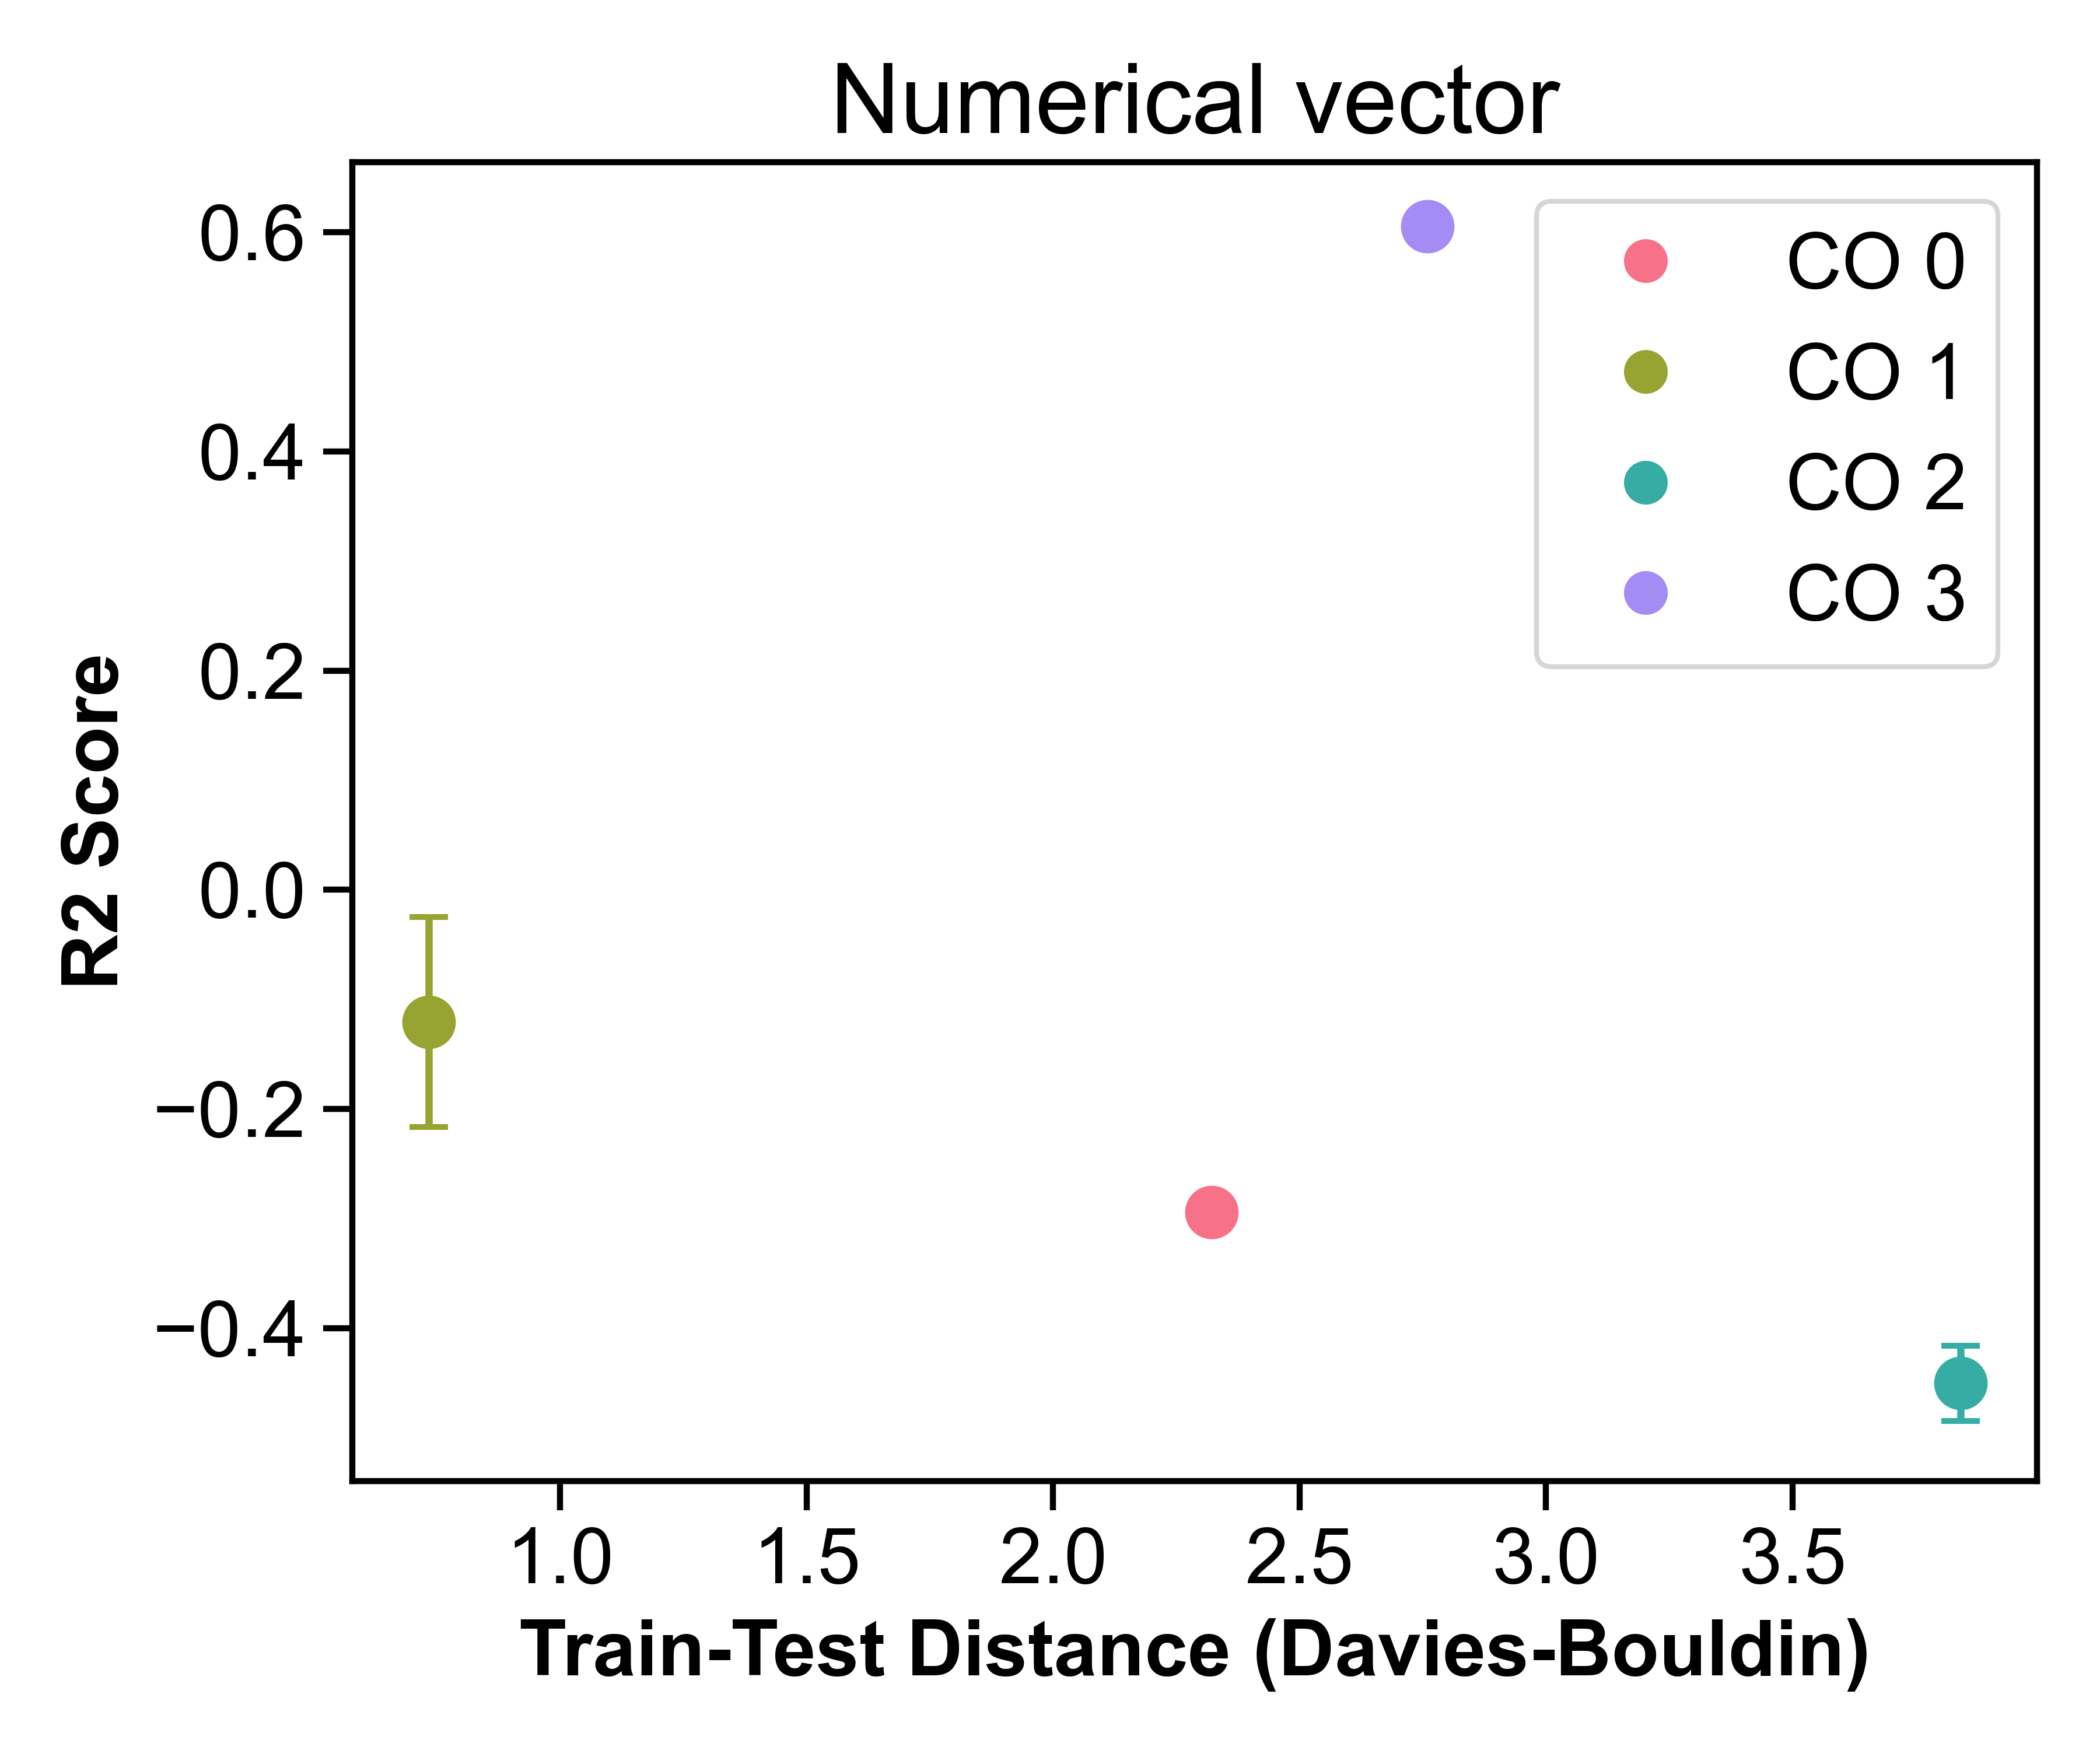 Numerical vector
R2 Score
0.6
0.4
0.2
0.0
−0.2
−0.4
CO 0
CO 1
CO 2
CO 3
1.0 1.5 2.0 2.5 3.0 3.5
Train-Test Distance (Davies-Bouldin)